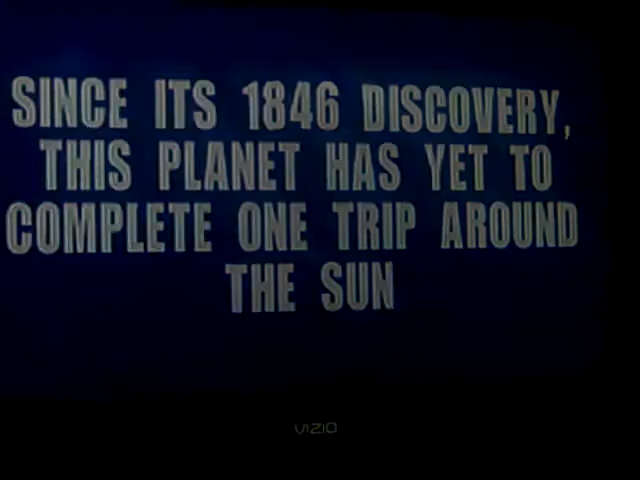 SINCE ITS 1846 DISCOVERY,
THIS PLANET HAS YET TO
COMPLETE ONE TRIP AROUND
THE SUN
VIZIO